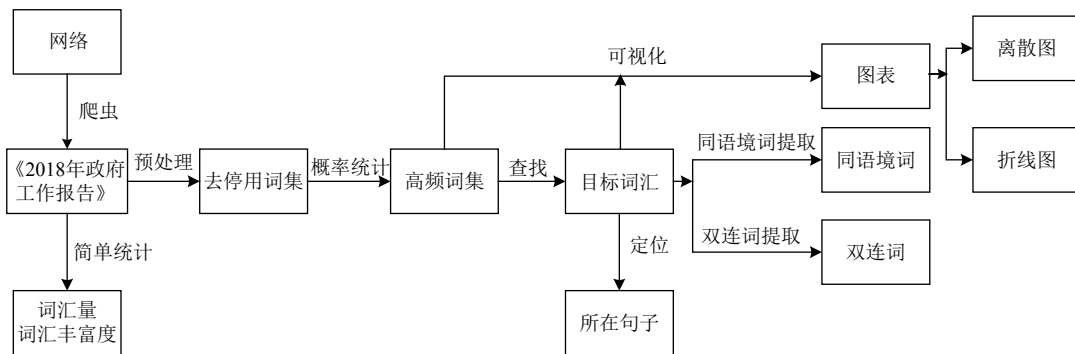 网络
可视化
图表
离散图
爬虫
《2018年政府
工作报告》
预处理
去停用词集
概率统计
高频词集
查找
目标词汇
同语境词提取
同语境词
折线图
简单统计
定位
双连词提取
双连词
词汇量
词汇丰富度
所在句子